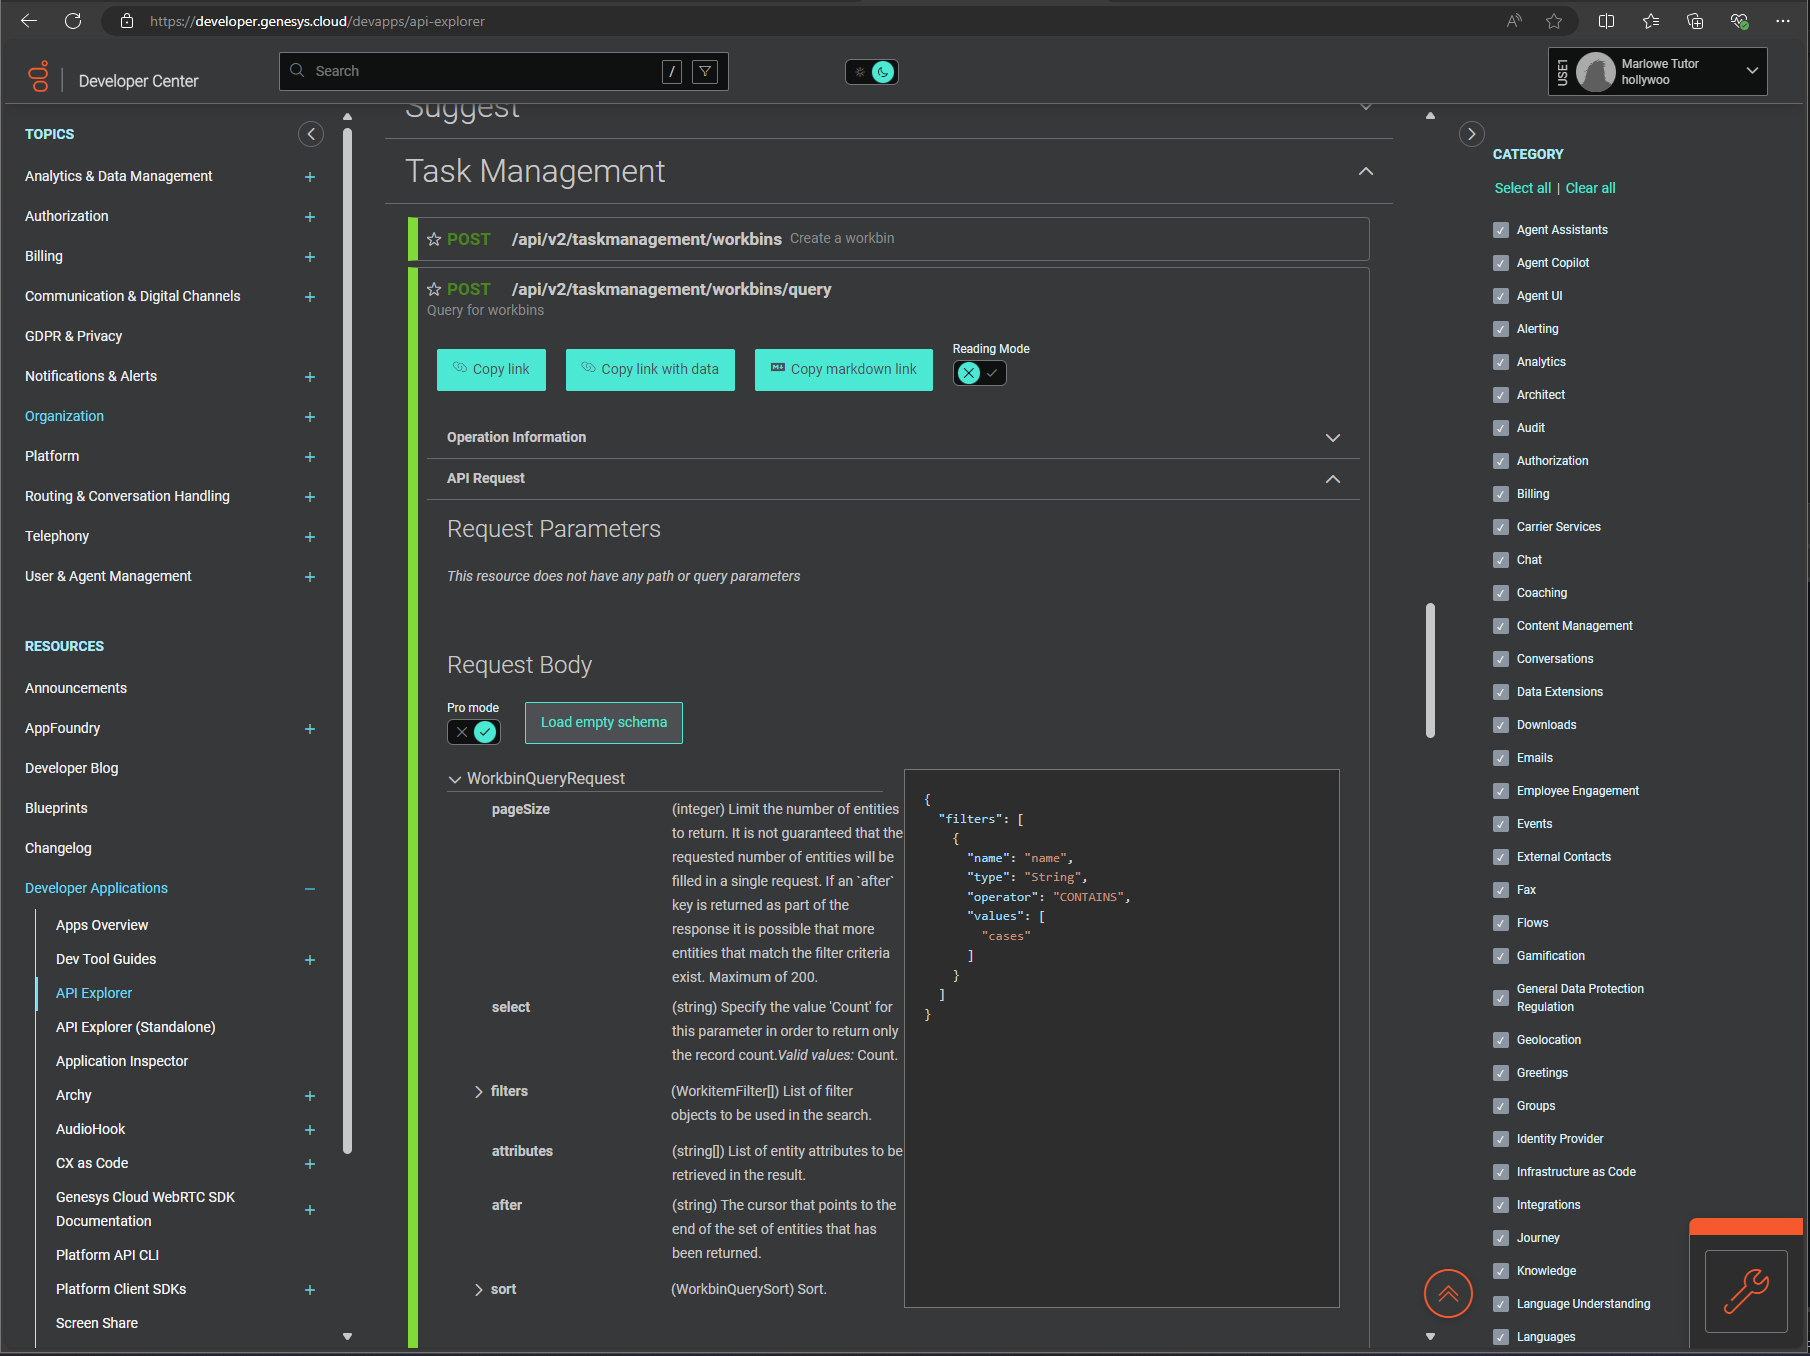 https://developer.genesys.cloud/devapps/api-explorer
Developer Center
Search
/
USE1
Marlowe Tutor
hollywoo
TOPICS
Analytics & Data Management
Authorization
Billing
Communication & Digital Channels
GDPR & Privacy
Notifications & Alerts
Organization
Platform
Routing & Conversation Handling
Telephony
User & Agent Management
RESOURCES
Announcements
AppFoundry
Developer Blog
Blueprints
Changelog
Developer Applications
Apps Overview
Dev Tool Guides
API Explorer
API Explorer (Standalone)
Application Inspector
Archy
AudioHook
CX as Code
Genesys Cloud WebRTC SDK
Documentation
Platform API CLI
Platform Client SDKs
Screen Share
Suggest
Task Management
POST /api/v2/taskmanagement/workbins Create a workbin
POST /api/v2/taskmanagement/workbins/query
Query for workbins
Copy link
Copy link with data
Copy markdown link
Reading Mode
Operation Information
API Request
Request Parameters
This resource does not have any path or query parameters
Request Body
Pro mode
Load empty schema
WorkbinQueryRequest
pageSize
(integer) Limit the number of entities
to return. It is not guaranteed that the
requested number of entities will be
filled in a single request. If an `after`
key is returned as part of the
response it is possible that more
entities that match the filter criteria
exist. Maximum of 200.
select
(string) Specify the value 'Count' for
this parameter in order to return only
the record count.Valid values: Count.
filters
(WorkitemFilter[]) List of filter
objects to be used in the search.
attributes
(string[]) List of entity attributes to be
retrieved in the result.
after
(string) The cursor that points to the
end of the set of entities that has
been returned.
sort
(WorkbinQuerySort) Sort.
{
"filters": [
{
"name": "name",
"type": "String",
"operator": "CONTAINS",
"values": [
"cases"
]
}
]
}
CATEGORY
Select all | Clear all
Agent Assistants
Agent Copilot
Agent UI
Alerting
Analytics
Architect
Audit
Authorization
Billing
Carrier Services
Chat
Coaching
Content Management
Conversations
Data Extensions
Downloads
Emails
Employee Engagement
Events
External Contacts
Fax
Flows
Gamification
General Data Protection
Regulation
Geolocation
Greetings
Groups
Identity Provider
Infrastructure as Code
Integrations
Journey
Knowledge
Language Understanding
Languages